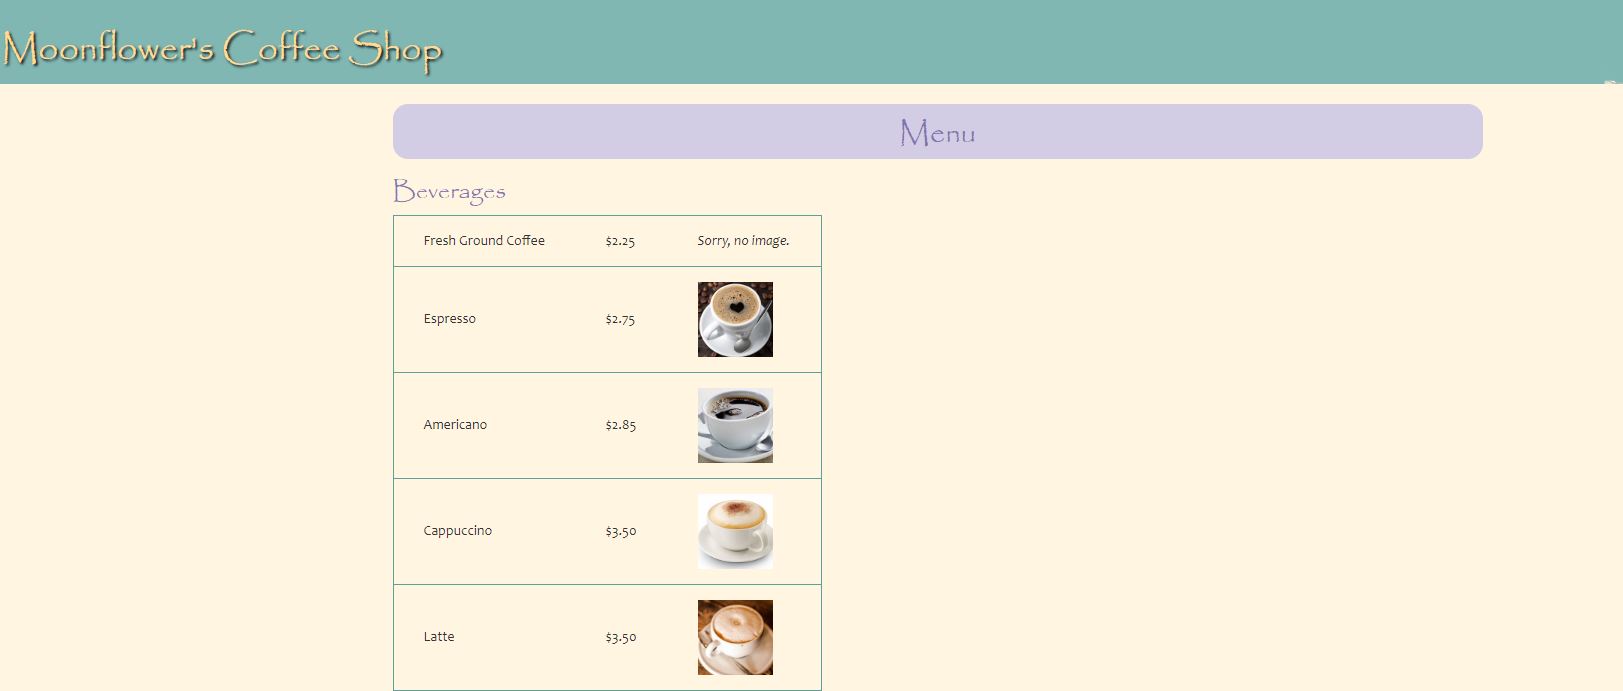 Moonflower's Coffee Shop
Menu
Beverages
Fresh Ground Coffee $2.25 Sorry, no image.
Espresso $2.75
Americano $2.85
Cappuccino $3.50
Latte $3.50